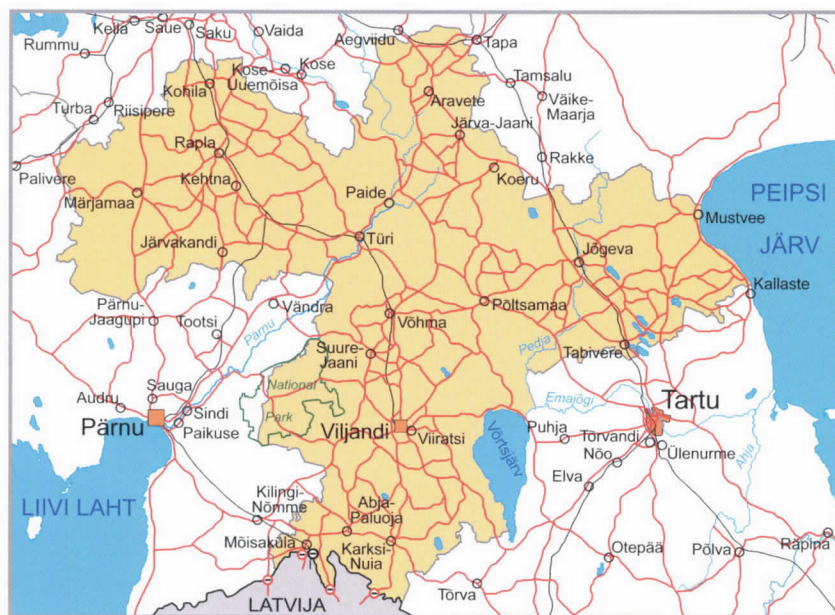 Keila
Saue
Saku
Vaida
Rummu
Kose-
Uuemõisa
Kose
Aegviidu
Tapa
Tamsalu
Väike-
Maarja
Kohila
Turba
Riisipere
Aravete
Järva-Jaani
Rakke
Rapla
Palivere
Kehtna
Märjamaa
Paide
Koeru
PEIPSI
JÄRV
Mustvee
Järvakandi
Türi
Jõgeva
Kallaste
Pärnu-
Jaagupi
Tootsi
Vändra
Pärnu
Võhma
Põltsamaa
Suure-
Jaani
Pedja
Tabivere
National
Park
Audru
Sauga
Pärnu
Sindi
Paikuse
Viljandi
Viiratsi
Võrtsjärv
Emajõgi
Tartu
Puhja
Tõrvandi
Nõo
Ülenurme
Ahja
Elva
LIIVI LAHT
Kilingi-
Nõmme
Abja-
Paluoja
Mõisaküla
Karksi-
Nuia
Otepää
Põlva
Räpina
Tõrva
LATVIJA